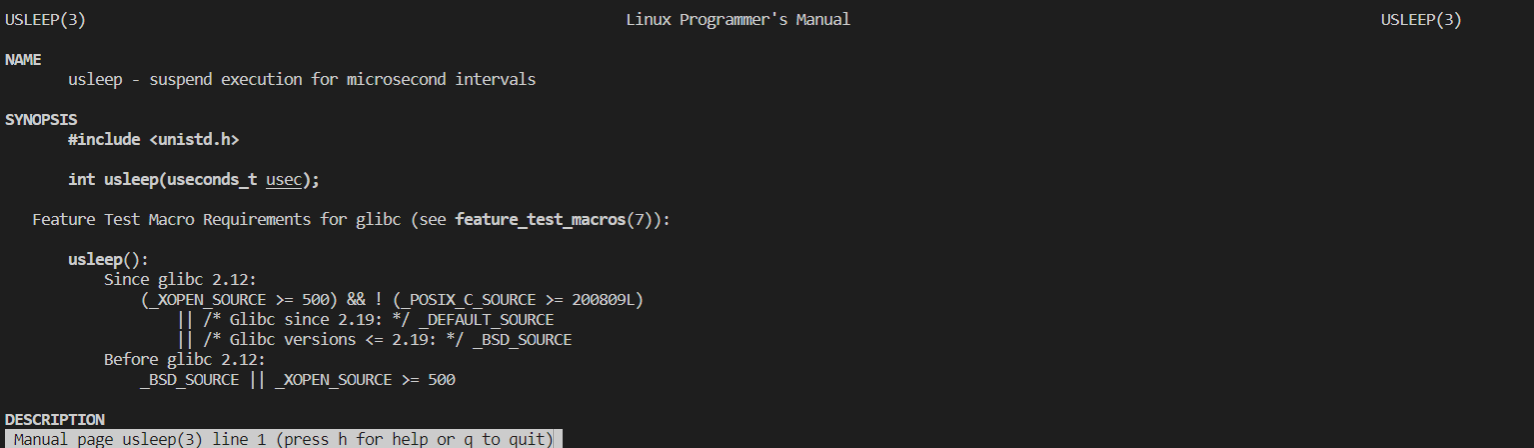 USLEEP(3) Linux Programmer's Manual USLEEP(3)
NAME
usleep - suspend execution for microsecond intervals
SYNOPSIS
#include <unistd.h>
int usleep(useconds_t usec);
Feature Test Macro Requirements for glibc (see feature_test_macros(7)):
usleep():
Since glibc 2.12:
(_XOPEN_SOURCE >= 500) && ! (_POSIX_C_SOURCE >= 200809L)
|| /* Glibc since 2.19: */ _DEFAULT_SOURCE
|| /* Glibc versions <= 2.19: */ _BSD_SOURCE
Before glibc 2.12:
_BSD_SOURCE || _XOPEN_SOURCE >= 500
DESCRIPTION
Manual page usleep(3) line 1 (press h for help or q to quit)